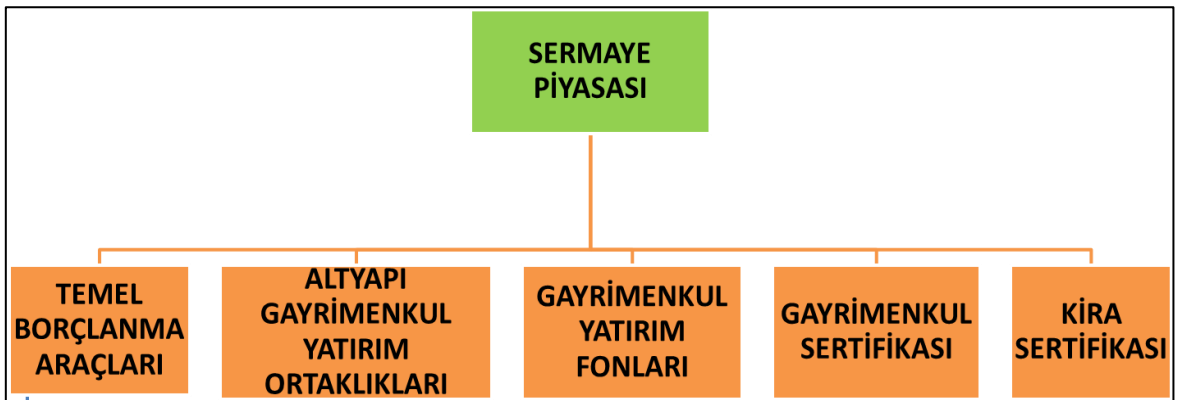 SERMAYE
PİYASASI
TEMEL
BORÇLANMA
ARAÇLARI
ALTYAPI
GAYRİMENKUL
YATIRIM
ORTAKLIKLARI
GAYRİMENKUL
YATIRIM
FONLARI
GAYRİMENKUL
SERTİFİKASI
KİRA
SERTİFİKASI